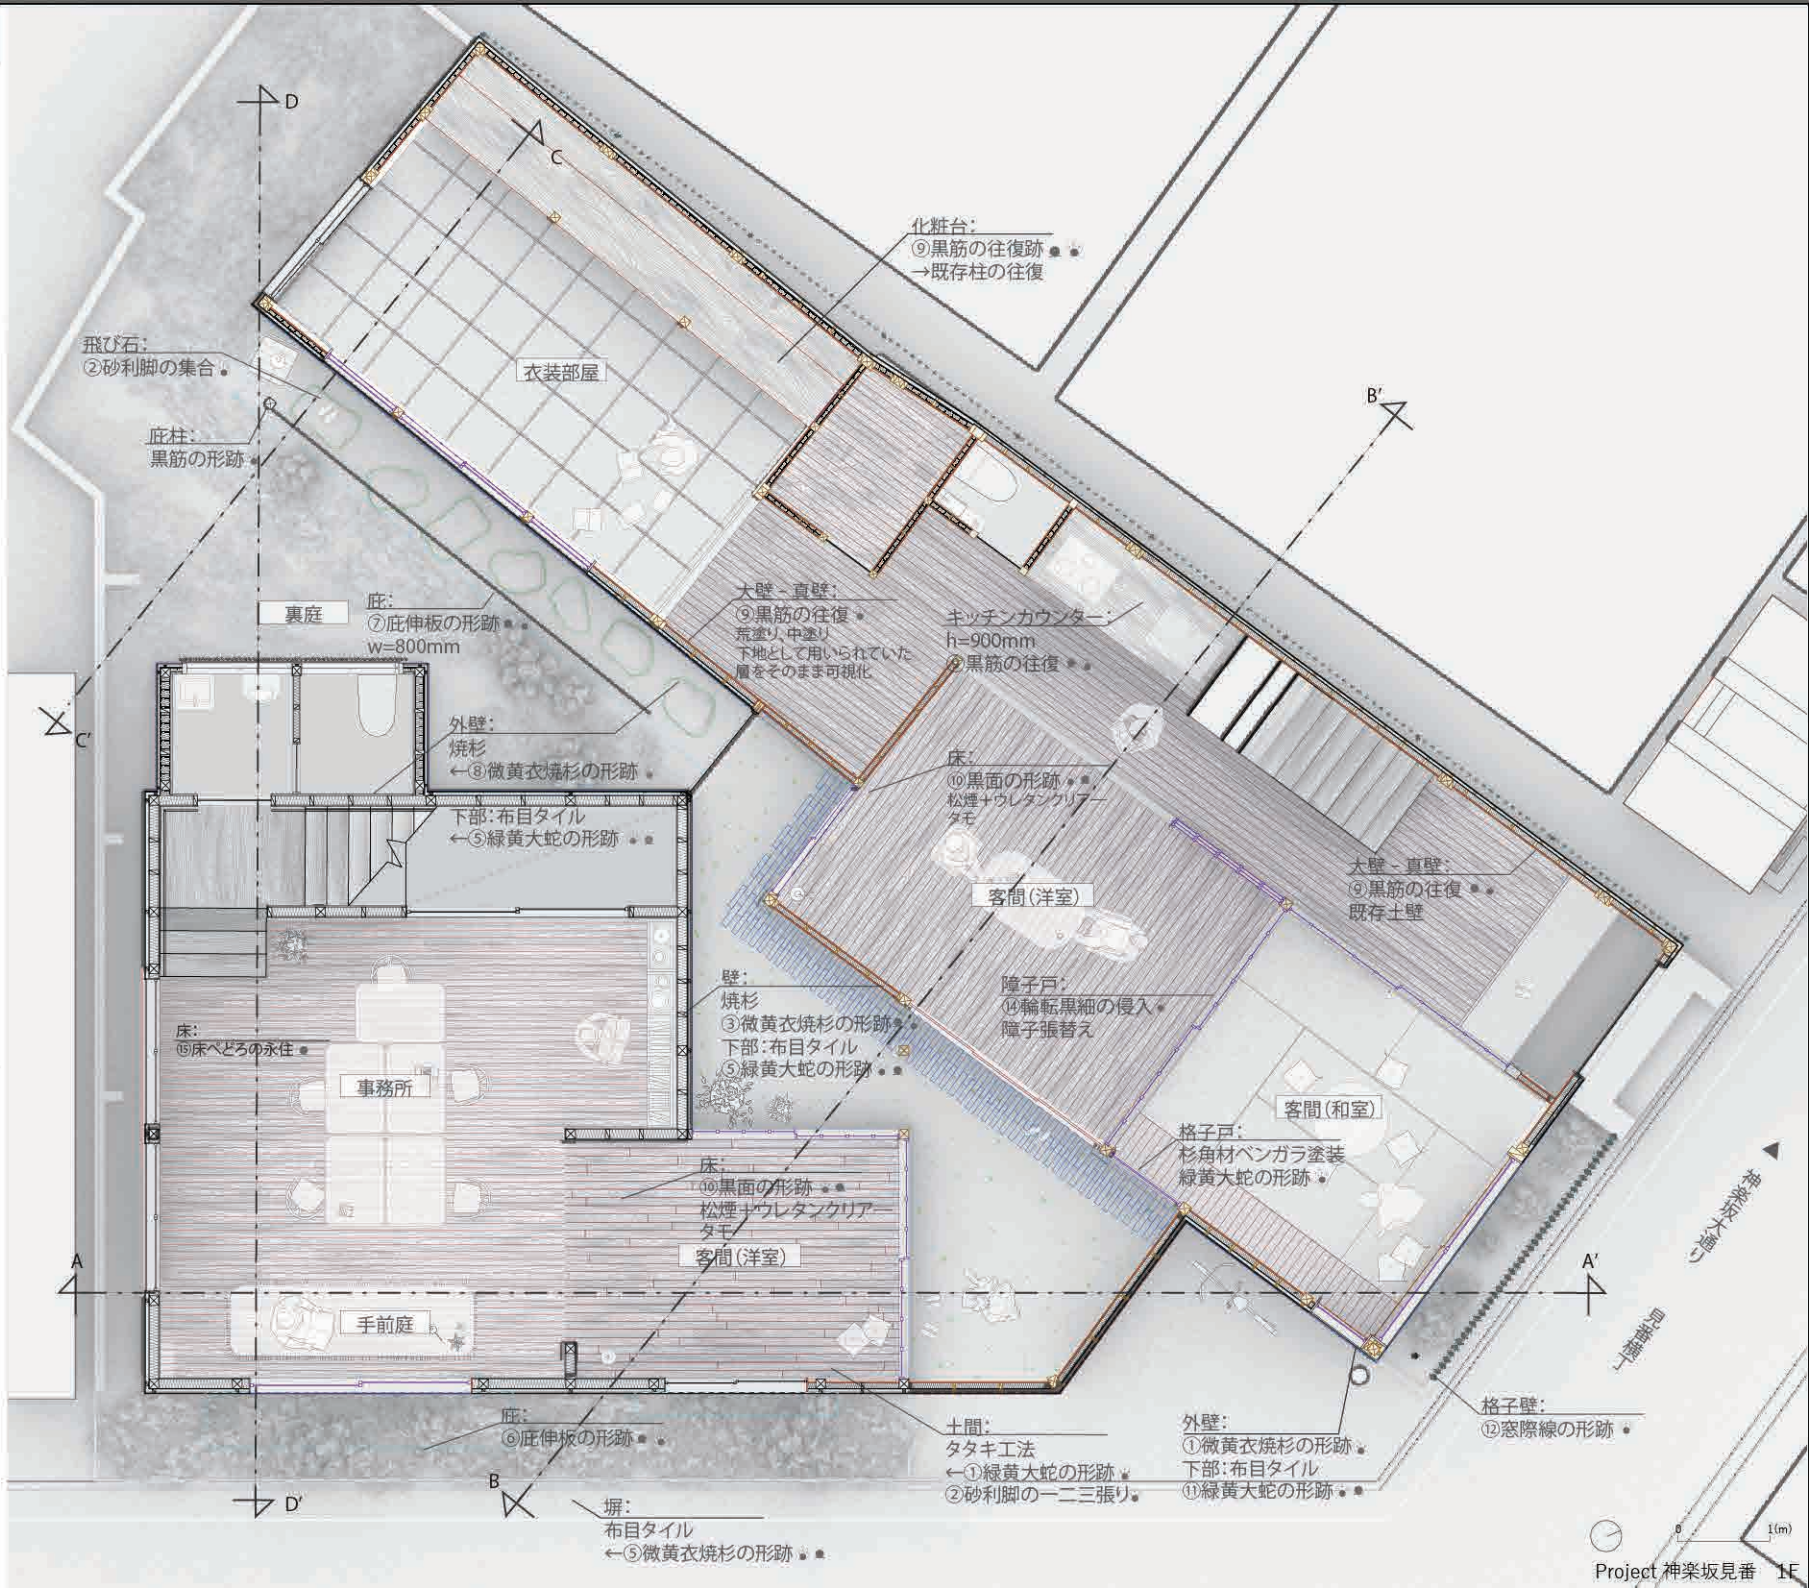 D
C
化粧台:
⑨黒筋の往復跡
→既存柱の往復
飛び石:
②砂利脚の集合
衣装部屋
B'
庇柱:
黒筋の形跡
裏庭
庇:
⑦庇伸板の形跡
w=800mm
大壁 - 真壁:
⑨黒筋の往復
荒塗り、中塗り
下地として用いられていた
層をそのまま可視化
キッチンカウンター:
h=900mm
⑨黒筋の往復
C'
外壁:
焼杉
←⑧微黄衣焼杉の形跡
下部:布目タイル
←⑤緑黄大蛇の形跡
床:
⑩黒面の形跡
松煙+ウレタンクリアー
タモ
客間(洋室)
大壁 - 真壁:
⑨黒筋の往復
既存土壁
壁:
焼杉
③微黄衣焼杉の形跡
下部:布目タイル
⑤緑黄大蛇の形跡
障子戸:
⑭輪転黒細の侵入
障子張替え
床:
⑮床べどろの永住
事務所
客間(和室)
格子戸:
杉角材ベンガラ塗装
緑黄大蛇の形跡
床:
⑩黒面の形跡
松煙+ウレタンクリアー
タモ
客間(洋室)
神楽坂大通り
A
A'
手前庭
見番横丁
庇:
⑥庇伸板の形跡
土間:
タタキ工法
←①緑黄大蛇の形跡
②砂利脚の一二三張り
外壁:
①微黄衣焼杉の形跡
下部:布目タイル
⑪緑黄大蛇の形跡
格子壁:
⑫窓際線の形跡
D'
B
塀:
布目タイル
←⑤微黄衣焼杉の形跡
0 1(m)
Project 神楽坂見番 1F